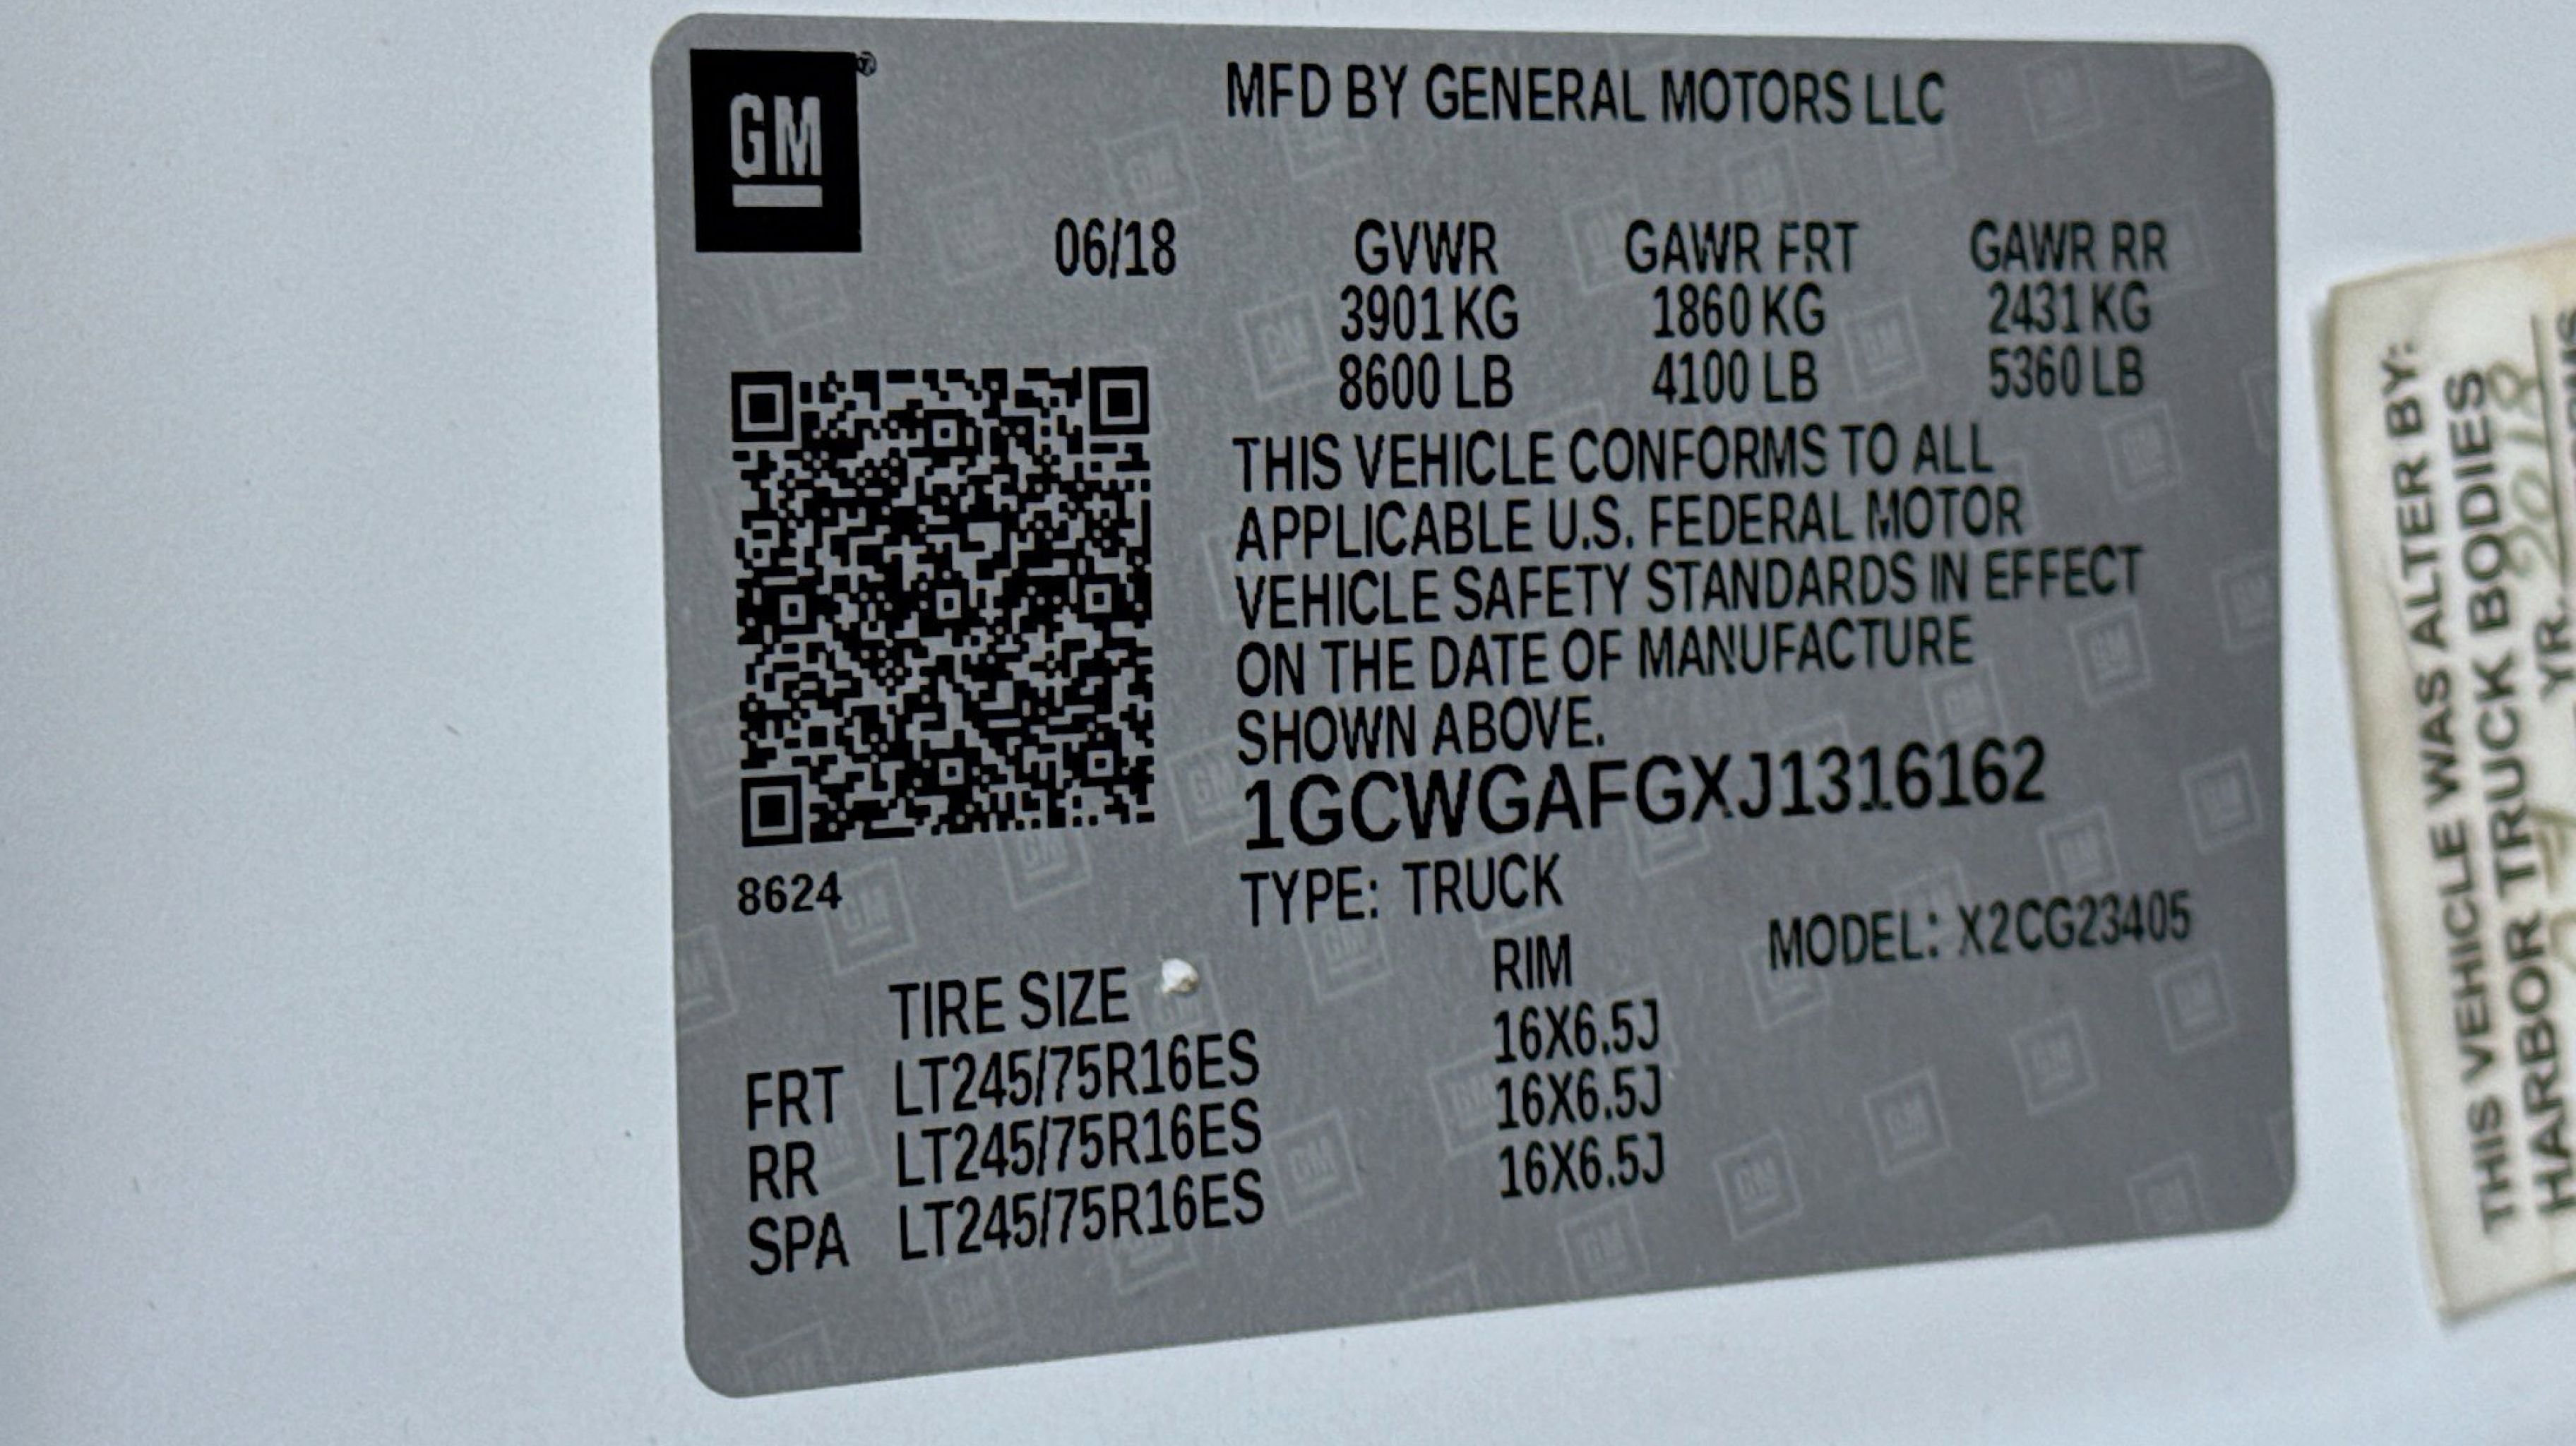 GM
MFD BY GENERAL MOTORS LLC
06/18 GVWR GAWR FRT GAWR RR
3901 KG 1860 KG 2431 KG
8600 LB 4100 LB 5360 LB
THIS VEHICLE CONFORMS TO ALL
APPLICABLE U.S. FEDERAL MOTOR
VEHICLE SAFETY STANDARDS IN EFFECT
ON THE DATE OF MANUFACTURE
SHOWN ABOVE.
1GCWGAFGXJ1316162
8624
TYPE: TRUCK
MODEL: X2CG23405
TIRE SIZE RIM
FRT LT245/75R16ES 16X6.5J
RR LT245/75R16ES 16X6.5J
SPA LT245/75R16ES 16X6.5J
THIS VEHICLE WAS ALTER BY:
HARBOR TRUCK BODIES
YR. 2018